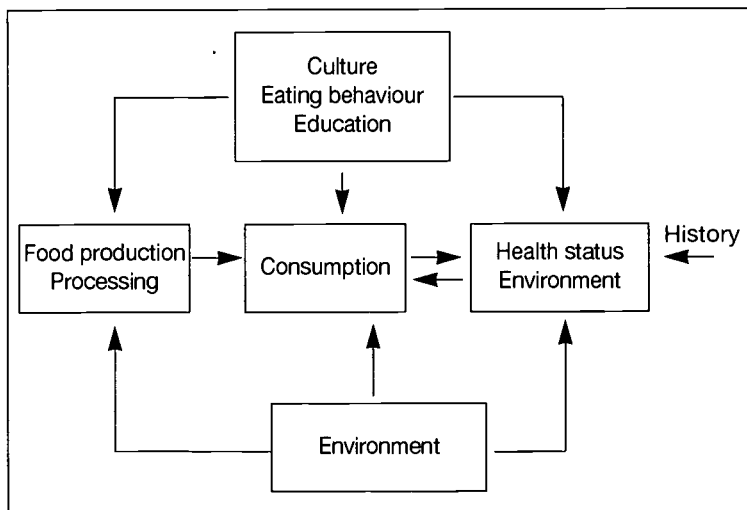 Culture
Eating behaviour
Education
Food production
Processing
Consumption
Health status
Environment
History
Environment